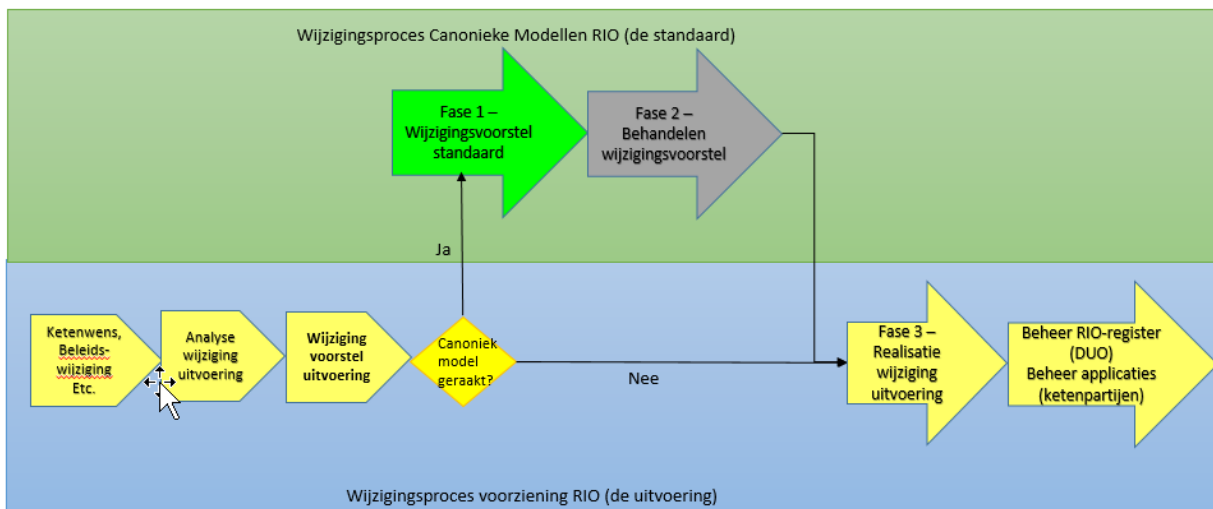 Wijzigingsproces Canonieke Modellen RIO (de standaard)
Fase 1 –
Wijzigingsvoorstel
standaard
Fase 2 –
Behandelen
wijzigingsvoorstel
Ja
Ketenwens,
Beleids-
wijziging
Etc.
Analyse
wijziging
uitvoering
Wijziging
voorstel
uitvoering
Canoniek
model
geraakt?
Nee
Fase 3 –
Realisatie
wijziging
uitvoering
Beheer RIO-register
(DUO)
Beheer applicaties
(ketenpartijen)
Wijzigingsproces voorziening RIO (de uitvoering)